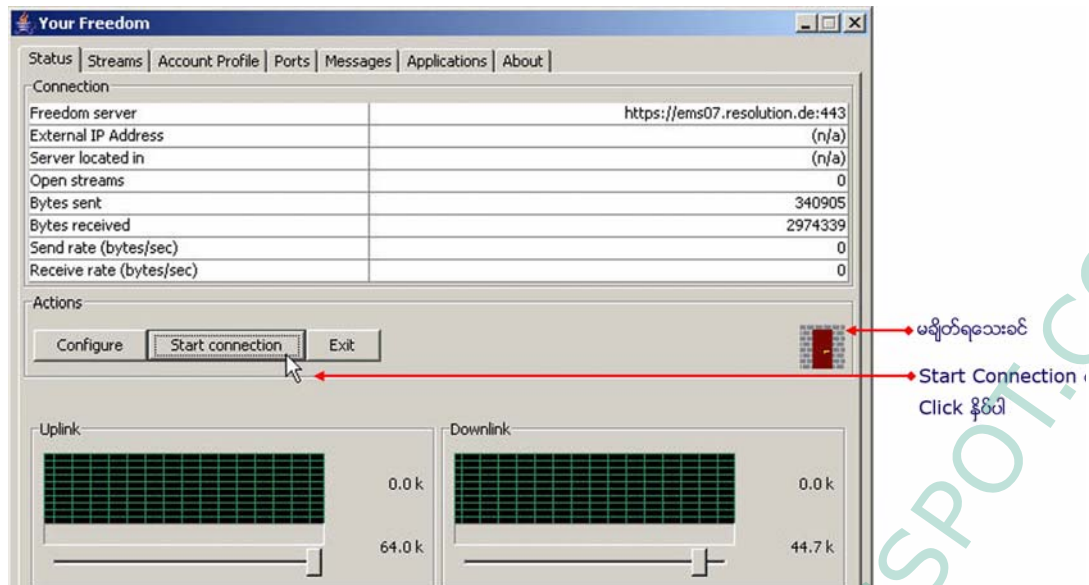 Your Freedom
Status Streams Account Profile Ports Messages Applications About
Connection
Freedom server https://ems07.resolution.de:443
External IP Address (n/a)
Server located in (n/a)
Open streams 0
Bytes sent 340905
Bytes received 2974339
Send rate (bytes/sec) 0
Receive rate (bytes/sec) 0
Actions
Configure Start connection Exit
မချိတ်ရသေးခင်
Start Connection
Click နှိပ်ပါ
Uplink Downlink
0.0 k 0.0 k
64.0 k 44.7 k
SPOT.CO